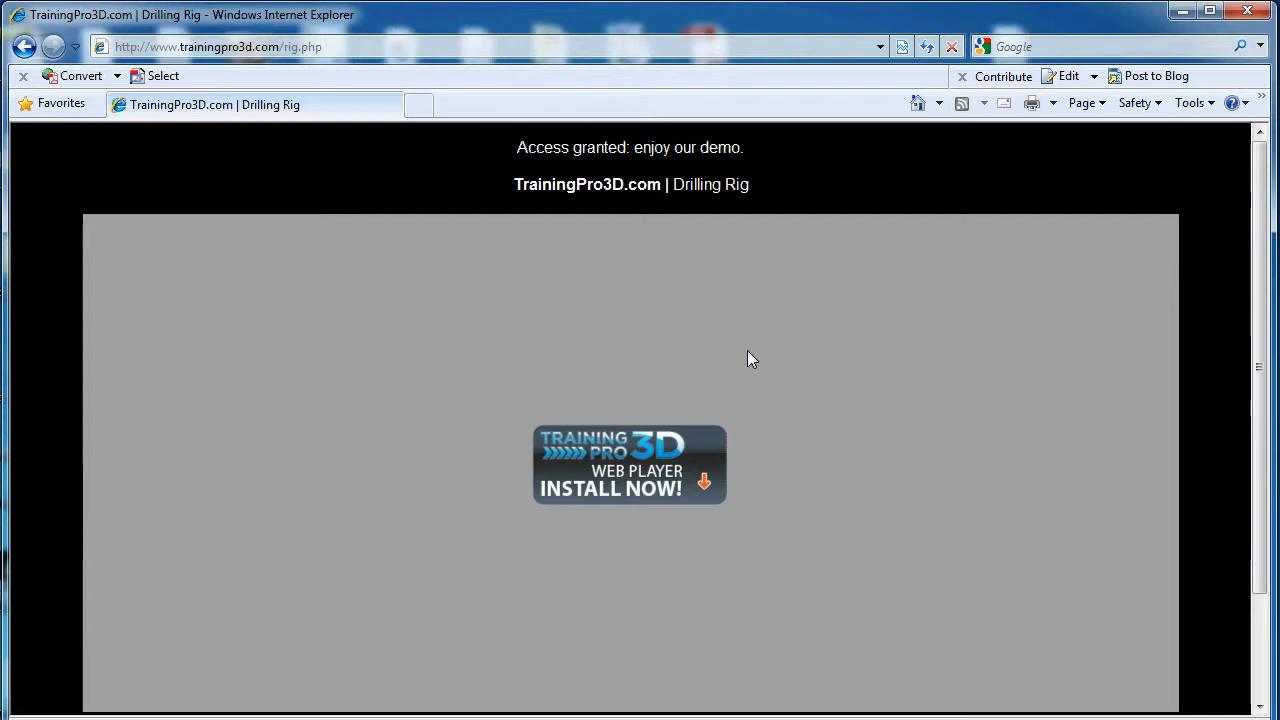 TrainingPro3D.com | Drilling Rig - Windows Internet Explorer
http://www.trainingpro3d.com/rig.php
Google
Convert
Select
Contribute
Edit
Post to Blog
Favorites
TrainingPro3D.com | Drilling Rig
Page
Safety
Tools
Access granted: enjoy our demo.
TrainingPro3D.com | Drilling Rig
TRAINING PRO 3D
WEB PLAYER
INSTALL NOW!